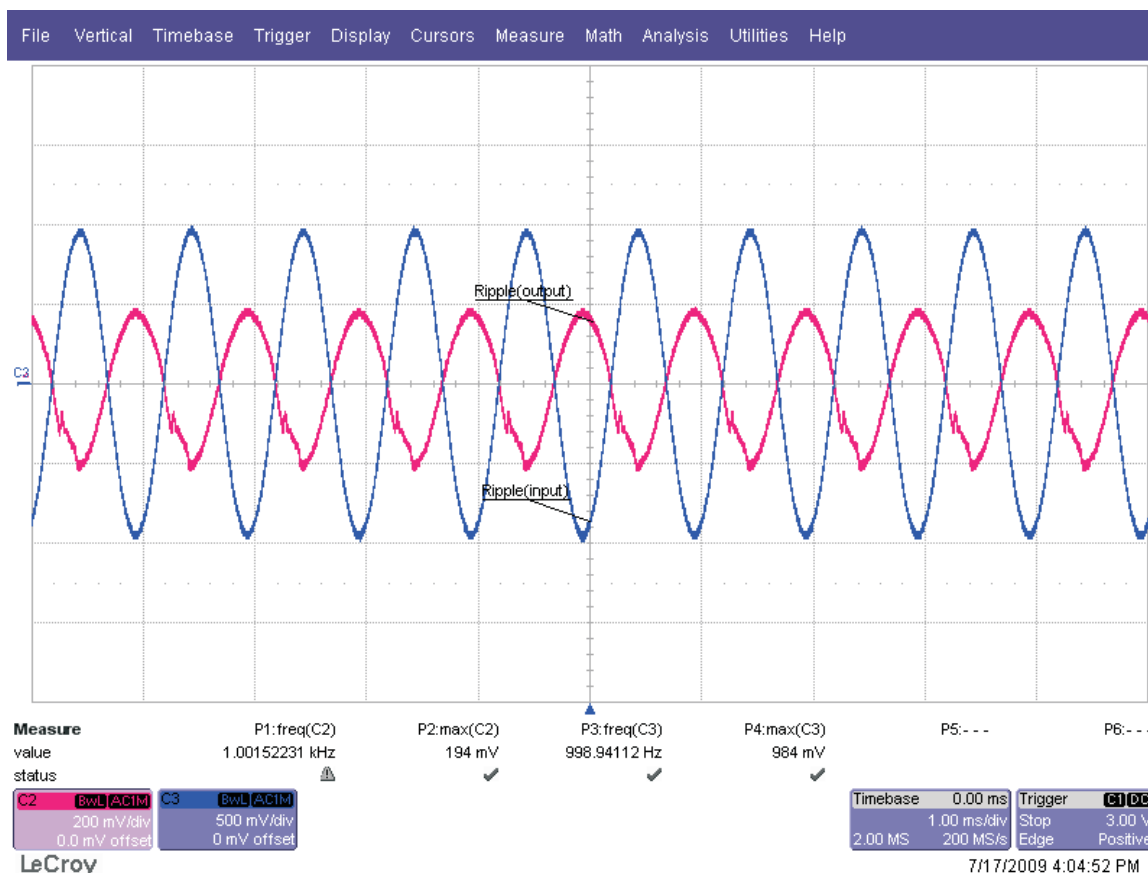 File Vertical Timebase Trigger Display Cursors Measure Math Analysis Utilities Help
Ripple(output)
C3
Ripple(input)
Measure P1:freq(C2) P2:max(C2) P3:freq(C3) P4:max(C3) P5:- - - P6:- - -
value 1.00152231 kHz 194 mV 998.94112 Hz 984 mV
status
C2 BwL AC1M C3 BwL AC1M Timebase 0.00 ms Trigger C1 DC
200 mV/div 500 mV/div 1.00 ms/div Stop 3.00 V
0.0 mV offset 0 mV offset 2.00 MS 200 MS/s Edge Positive
LeCroy 7/17/2009 4:04:52 PM